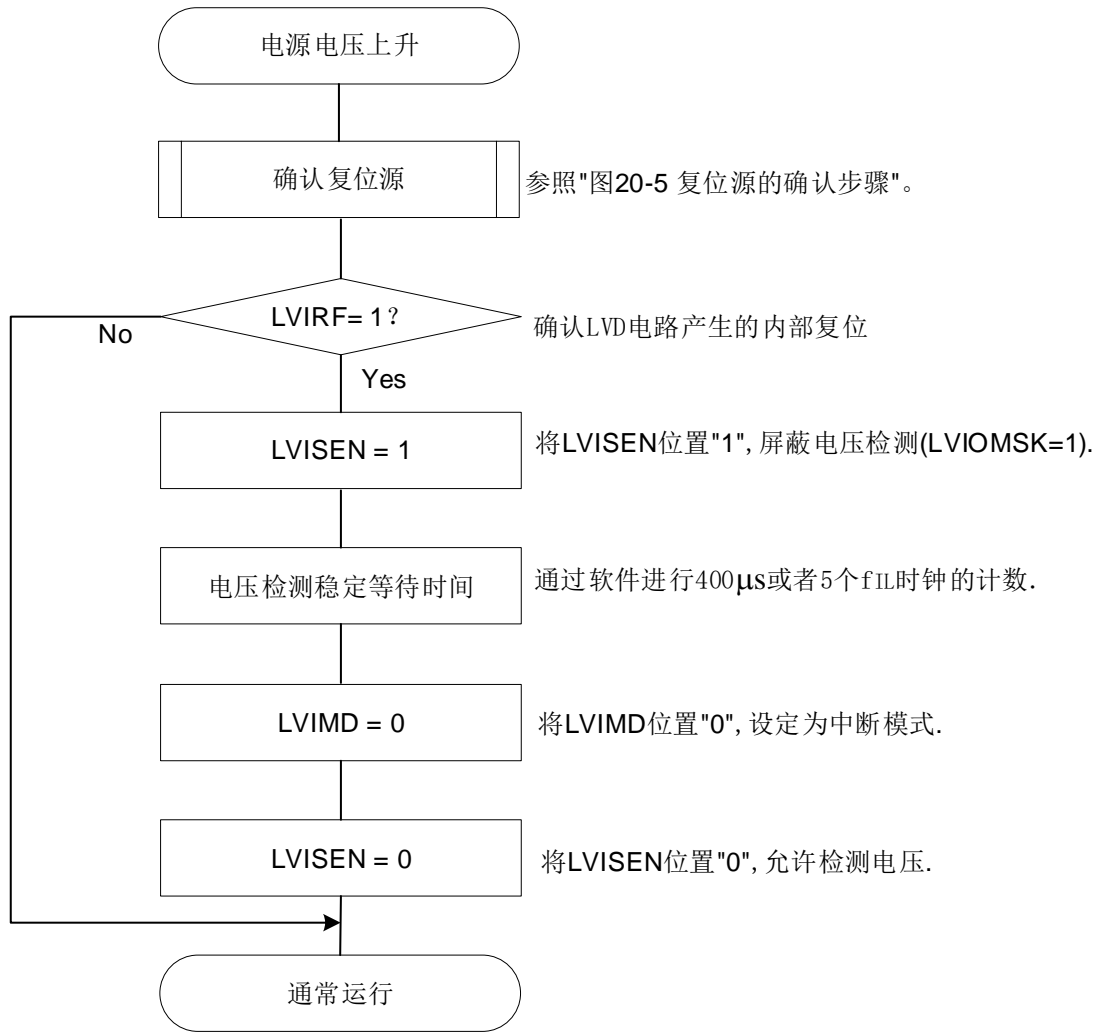 电源电压上升
确认复位源
参照"图20-5 复位源的确认步骤"。
LVIRF= 1?
No
确认LVD电路产生的内部复位
Yes
LVISEN = 1
将LVISEN位置"1", 屏蔽电压检测(LVIOMSK=1).
电压检测稳定等待时间
通过软件进行400μs或者5个fIL时钟的计数.
LVIMD = 0
将LVIMD位置"0", 设定为中断模式.
LVISEN = 0
将LVISEN位置"0", 允许检测电压.
通常运行